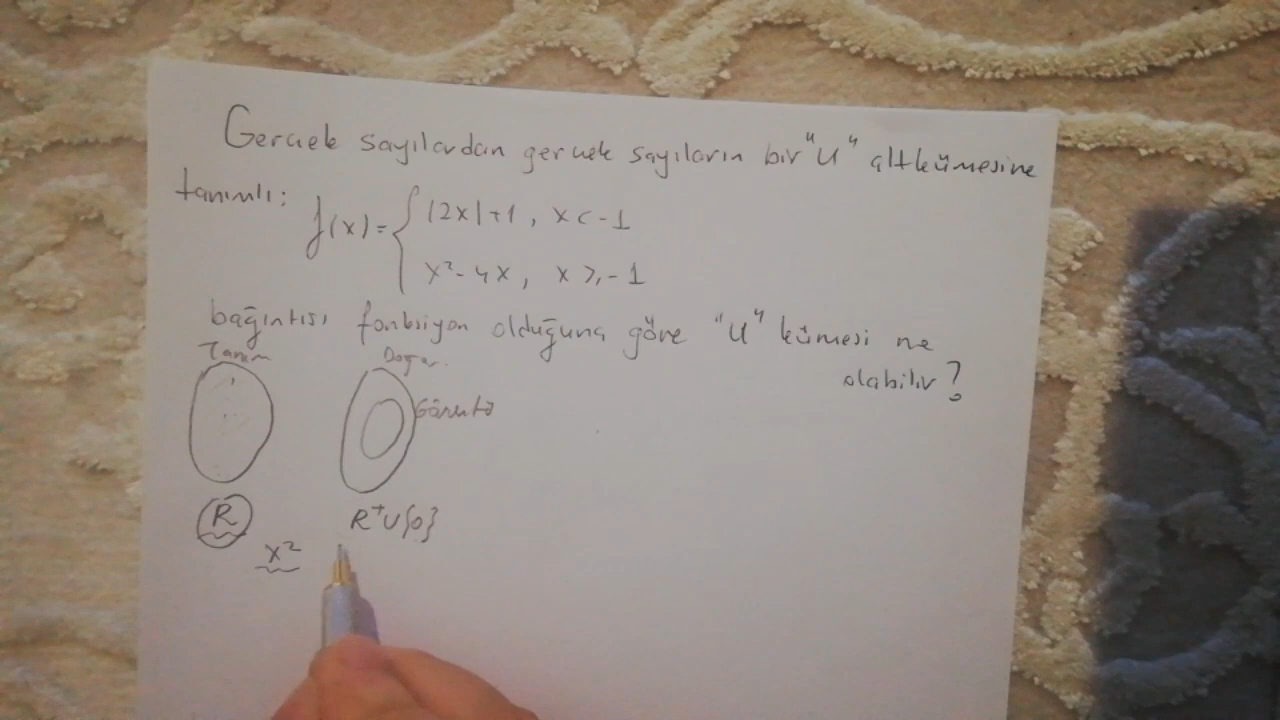 Gerçek sayılardan gerçek sayıların bir "U" altkümesine
tanımlı:
f(x)= { |2x|+1, x<-1
x²-4x, x≥-1
bağıntısı fonksiyon olduğuna göre "U" kümesi ne
olabilir?
Tanım Değer
Görüntü
R R⁺∪{0}
x²